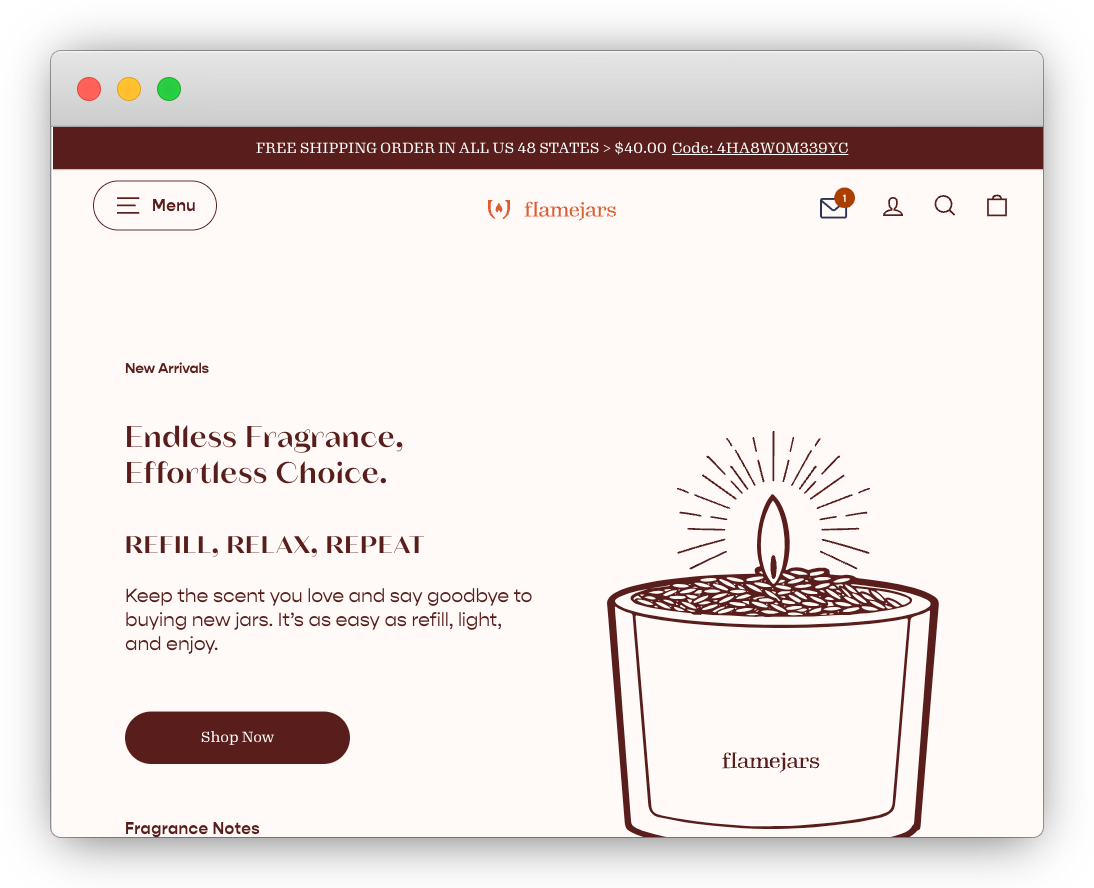 FREE SHIPPING ORDER IN ALL US 48 STATES > $40.00 Code: 4HA8W0M339YC
Menu
flamejars
1
New Arrivals
Endless Fragrance,
Effortless Choice.
REFILL, RELAX, REPEAT
Keep the scent you love and say goodbye to
buying new jars. It’s as easy as refill, light,
and enjoy.
Shop Now
flamejars
Fragrance Notes